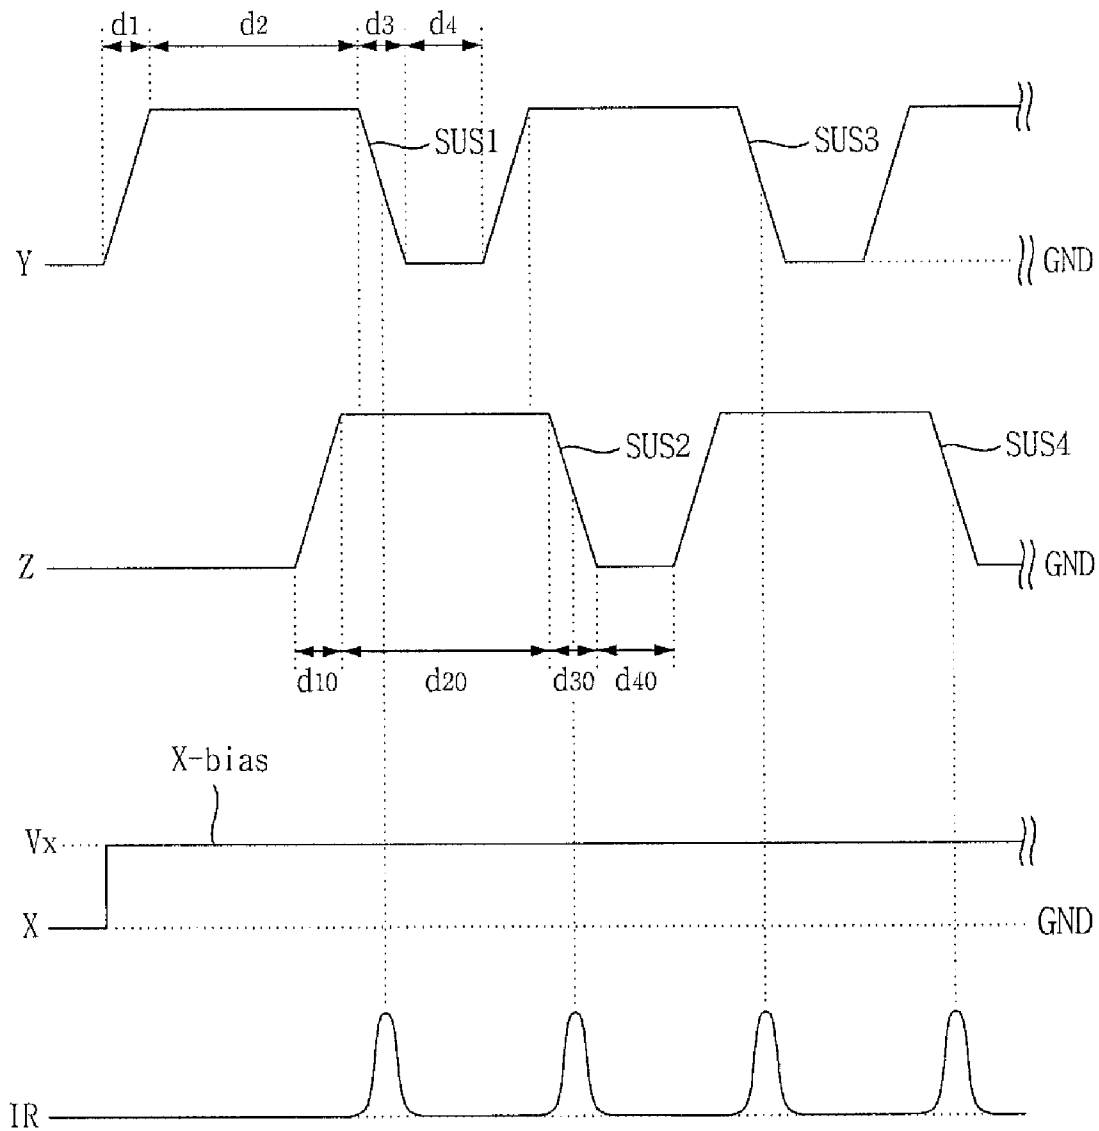 d1 d2 d3 d4
SUS1 SUS3
Y GND
SUS2 SUS4
Z GND
d10 d20 d30 d40
X-bias
Vx
X GND
IR